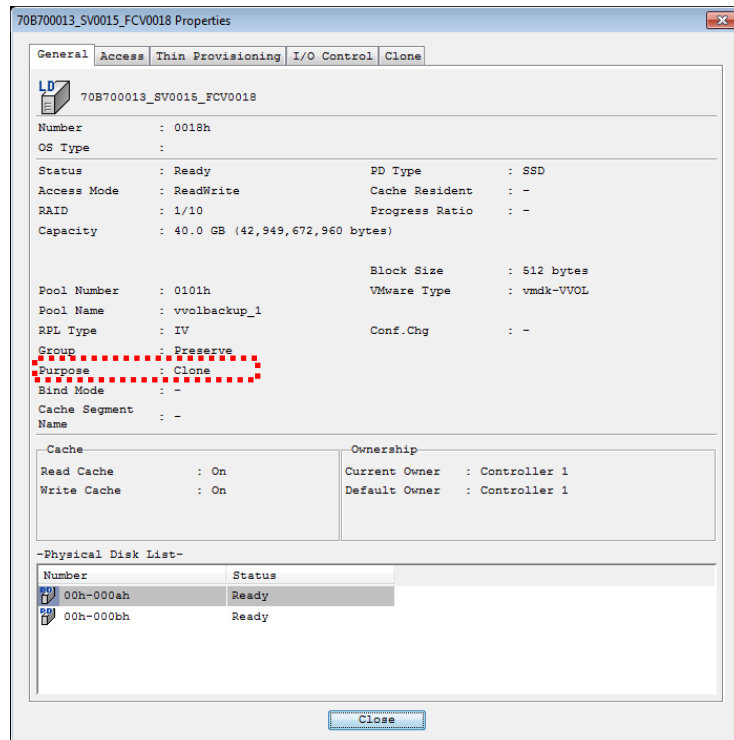 70B700013_SV0015_FCV0018 Properties
General Access Thin Provisioning I/O Control Clone
LD 70B700013_SV0015_FCV0018
Number : 0018h
OS Type :
Status : Ready PD Type : SSD
Access Mode : ReadWrite Cache Resident : -
RAID : 1/10 Progress Ratio : -
Capacity : 40.0 GB (42,949,672,960 bytes)
Block Size : 512 bytes
Pool Number : 0101h VMware Type : vmdk-VVOL
Pool Name : vvolbackup_1
RPL Type : IV Conf.Chg : -
Group : Preserve
Purpose : Clone
Bind Mode : -
Cache Segment Name : -
Cache Ownership
Read Cache : On Current Owner : Controller 1
Write Cache : On Default Owner : Controller 1
-Physical Disk List-
Number Status
PD 00h-000ah Ready
PD 00h-000bh Ready
Close